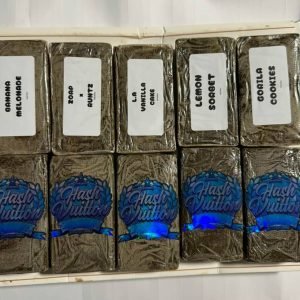 BANANA
MELONADE
ZOAP
X
RUNTZ
L.A
VANILLA
CAKE
LEMON
SORBET
GORILA
COOKIES
Hash
Vuitton
Hash
Vuitton
Hash
Vuitton
Hash
Vuitton
Hash
Vuitton